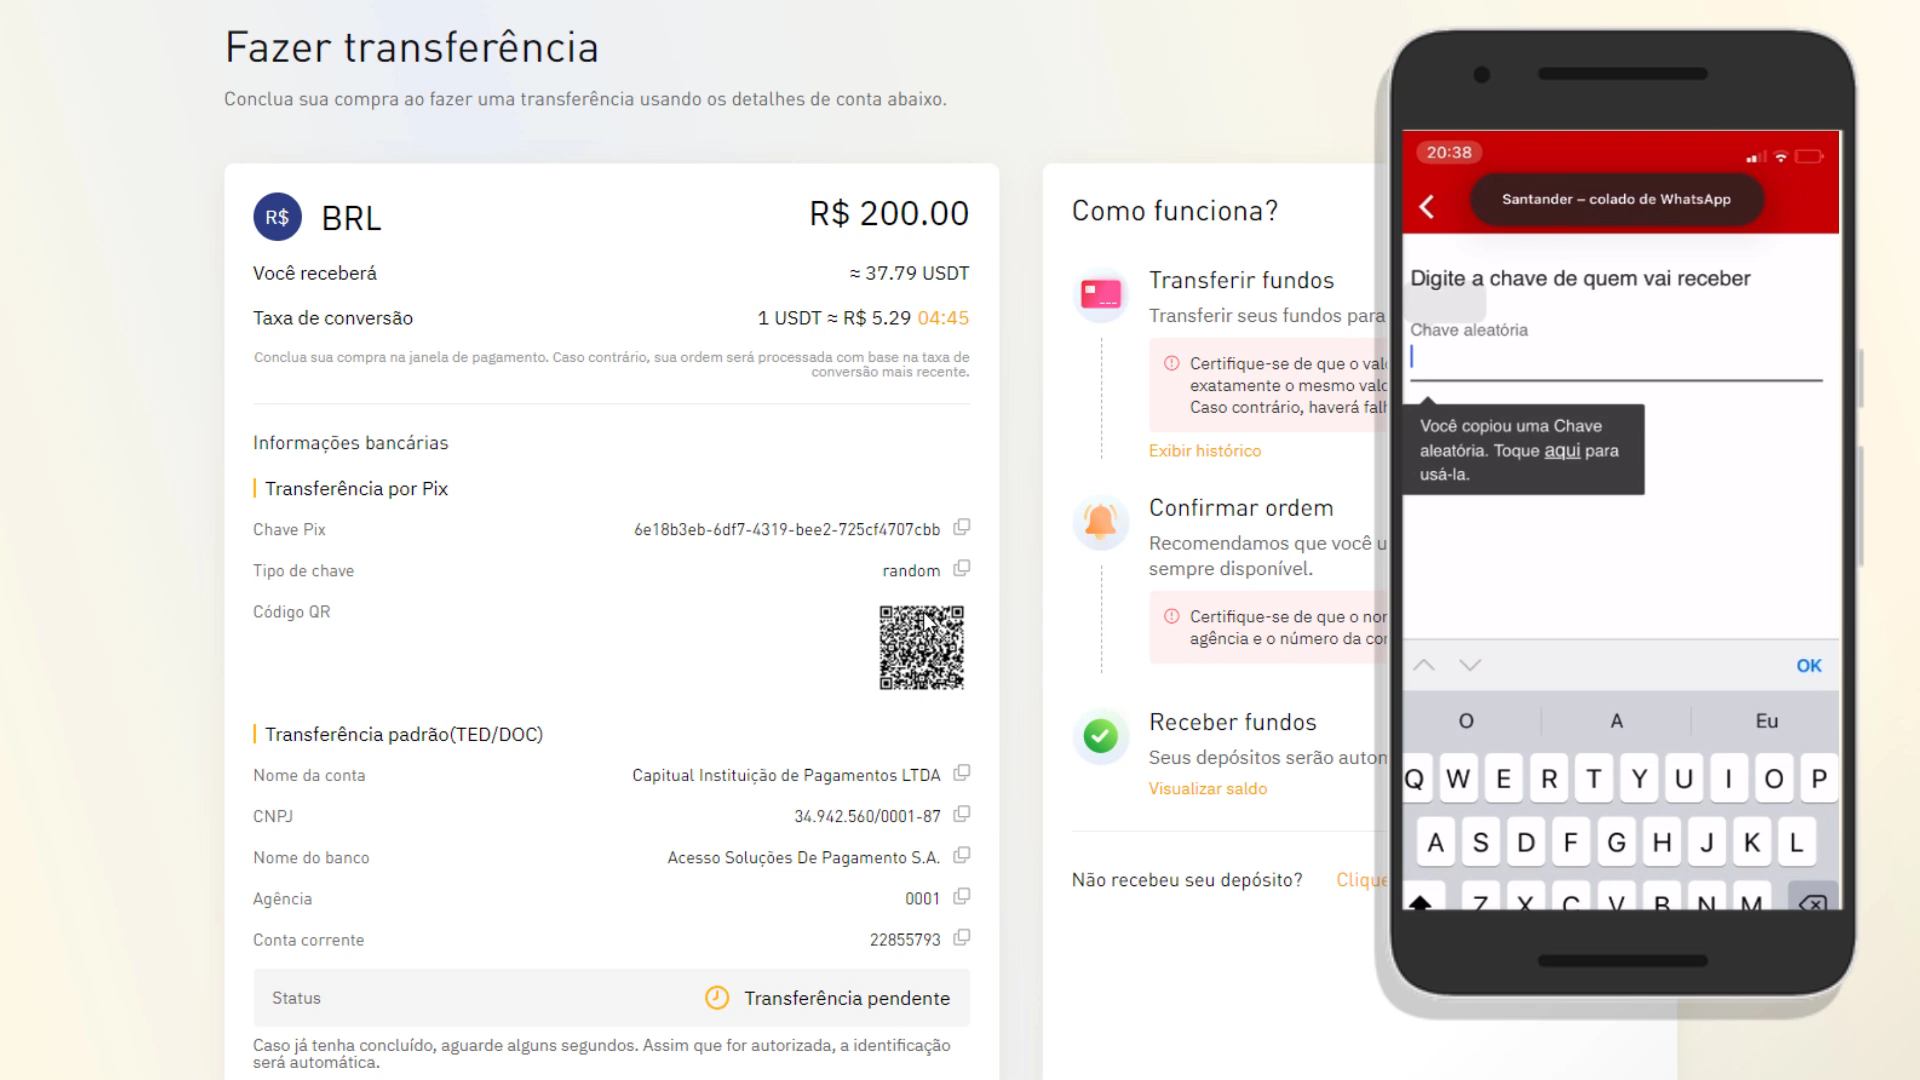 Fazer transferência
Conclua sua compra ao fazer uma transferência usando os detalhes de conta abaixo.
R$ BRL R$ 200.00
Você receberá ≈ 37.79 USDT
Taxa de conversão 1 USDT ≈ R$ 5.29 04:45
Conclua sua compra na janela de pagamento. Caso contrário, sua ordem será processada com base na taxa de
conversão mais recente.
Informações bancárias
Transferência por Pix
Chave Pix 6e18b3eb-6df7-4319-bee2-725cf4707cbb
Tipo de chave random
Código QR
Transferência padrão(TED/DOC)
Nome da conta Capitual Instituição de Pagamentos LTDA
CNPJ 34.942.560/0001-87
Nome do banco Acesso Soluções De Pagamento S.A.
Agência 0001
Conta corrente 22855793
Status Transferência pendente
Caso já tenha concluído, aguarde alguns segundos. Assim que for autorizada, a identificação
será automática.
Como funciona?
Transferir fundos
Transferir seus fundos para
Certifique-se de que o
exatamente o mesmo
Caso contrário, haverá
Exibir histórico
Confirmar ordem
Recomendamos que você
sempre disponível.
Certifique-se de que o
agência e o número da
Receber fundos
Seus depósitos serão
Visualizar saldo
Não recebeu seu depósito? Clique
20:38
Santander – colado de WhatsApp
Digite a chave de quem vai receber
Chave aleatória
Você copiou uma Chave
aleatória. Toque aqui para
usá-la.
OK
O A Eu
Q W E R T Y U I O P
A S D F G H J K L
Z X C V B N M